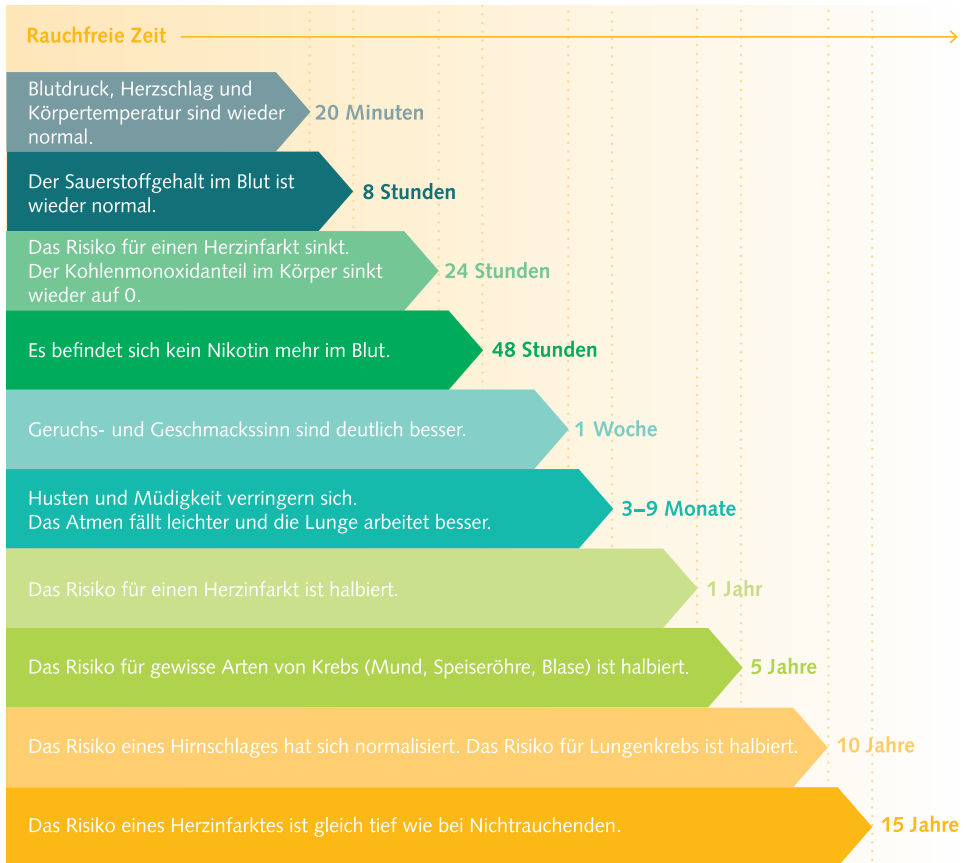 Rauchfreie Zeit
Blutdruck, Herzschlag und
Körpertemperatur sind wieder
normal.
20 Minuten
Der Sauerstoffgehalt im Blut ist
wieder normal.
8 Stunden
Das Risiko für einen Herzinfarkt sinkt.
Der Kohlenmonoxidanteil im Körper sinkt
wieder auf 0.
24 Stunden
Es befindet sich kein Nikotin mehr im Blut.
48 Stunden
Geruchs- und Geschmackssinn sind deutlich besser.
1 Woche
Husten und Müdigkeit verringern sich.
Das Atmen fällt leichter und die Lunge arbeitet besser.
3–9 Monate
Das Risiko für einen Herzinfarkt ist halbiert.
1 Jahr
Das Risiko für gewisse Arten von Krebs (Mund, Speiseröhre, Blase) ist halbiert.
5 Jahre
Das Risiko eines Hirnschlages hat sich normalisiert. Das Risiko für Lungenkrebs ist halbiert.
10 Jahre
Das Risiko eines Herzinfarktes ist gleich tief wie bei Nichtrauchenden.
15 Jahre